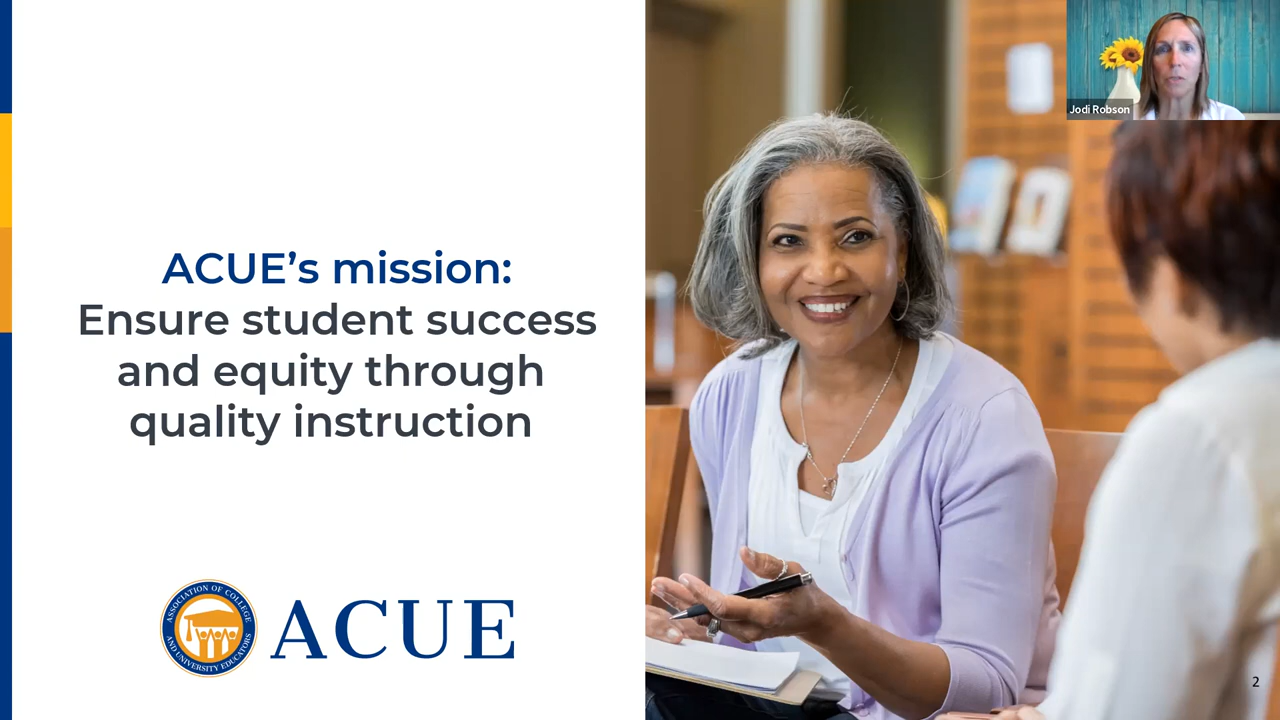 Jodi Robson
ACUE’s mission:
Ensure student success
and equity through
quality instruction
ASSOCIATION OF COLLEGE
AND UNIVERSITY EDUCATORS
ACUE
2